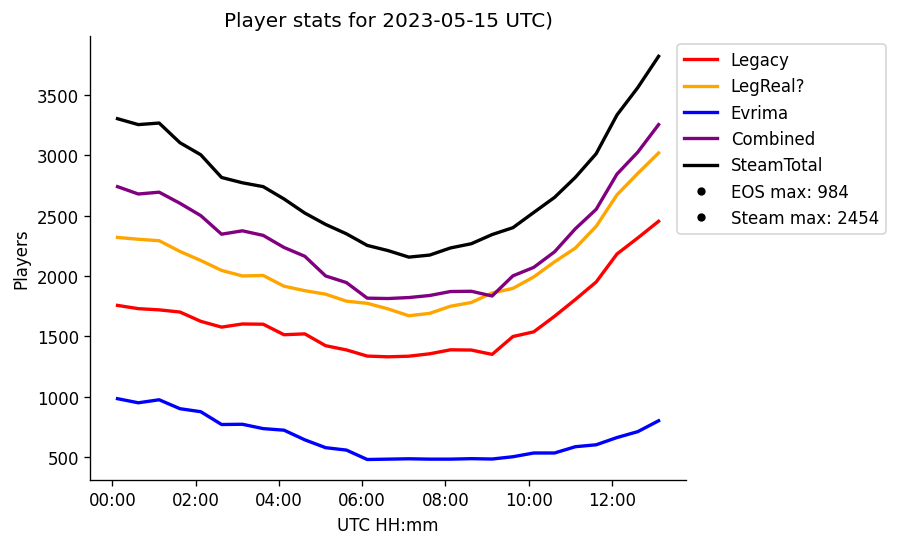 Player stats for 2023-05-15 UTC)
Legacy
LegReal?
Evrima
Combined
SteamTotal
EOS max: 984
Steam max: 2454
Players
3500
3000
2500
2000
1500
1000
500
00:00 02:00 04:00 06:00 08:00 10:00 12:00
UTC HH:mm